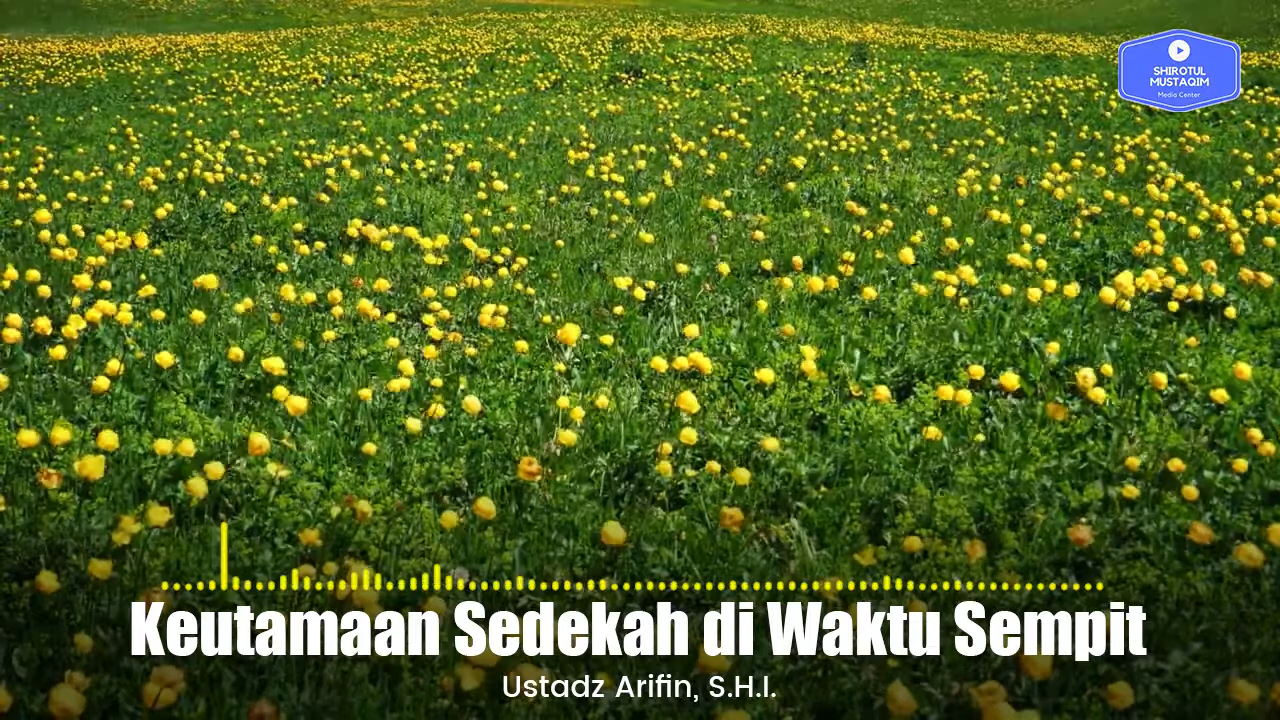 SHIROTUL
MUSTAQIM
Media Center
Keutamaan Sedekah di Waktu Sempit
Ustadz Arifin, S.H.I.